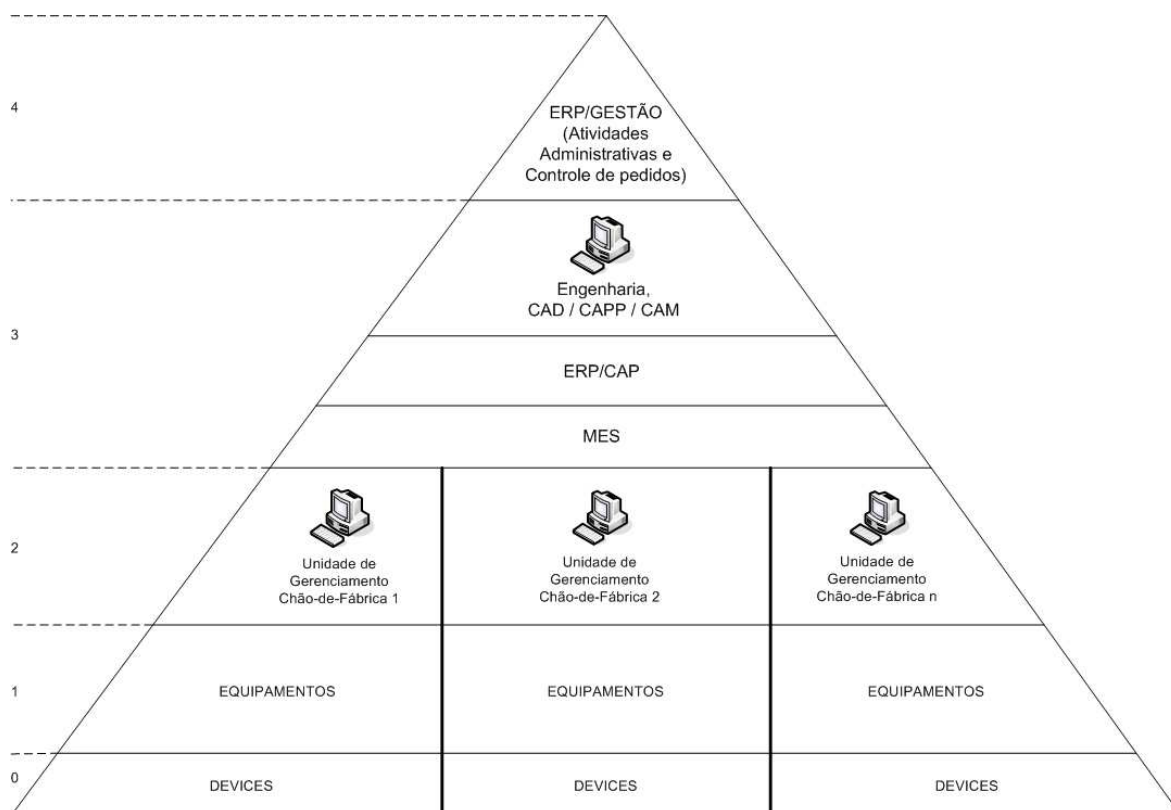 4
ERP/GESTÃO
(Atividades
Administrativas e
Controle de pedidos)
3
Engenharia,
CAD / CAPP / CAM
ERP/CAP
MES
2
Unidade de
Gerenciamento
Chão-de-Fábrica 1
Unidade de
Gerenciamento
Chão-de-Fábrica 2
Unidade de
Gerenciamento
Chão-de-Fábrica n
1
EQUIPAMENTOS
EQUIPAMENTOS
EQUIPAMENTOS
0
DEVICES
DEVICES
DEVICES